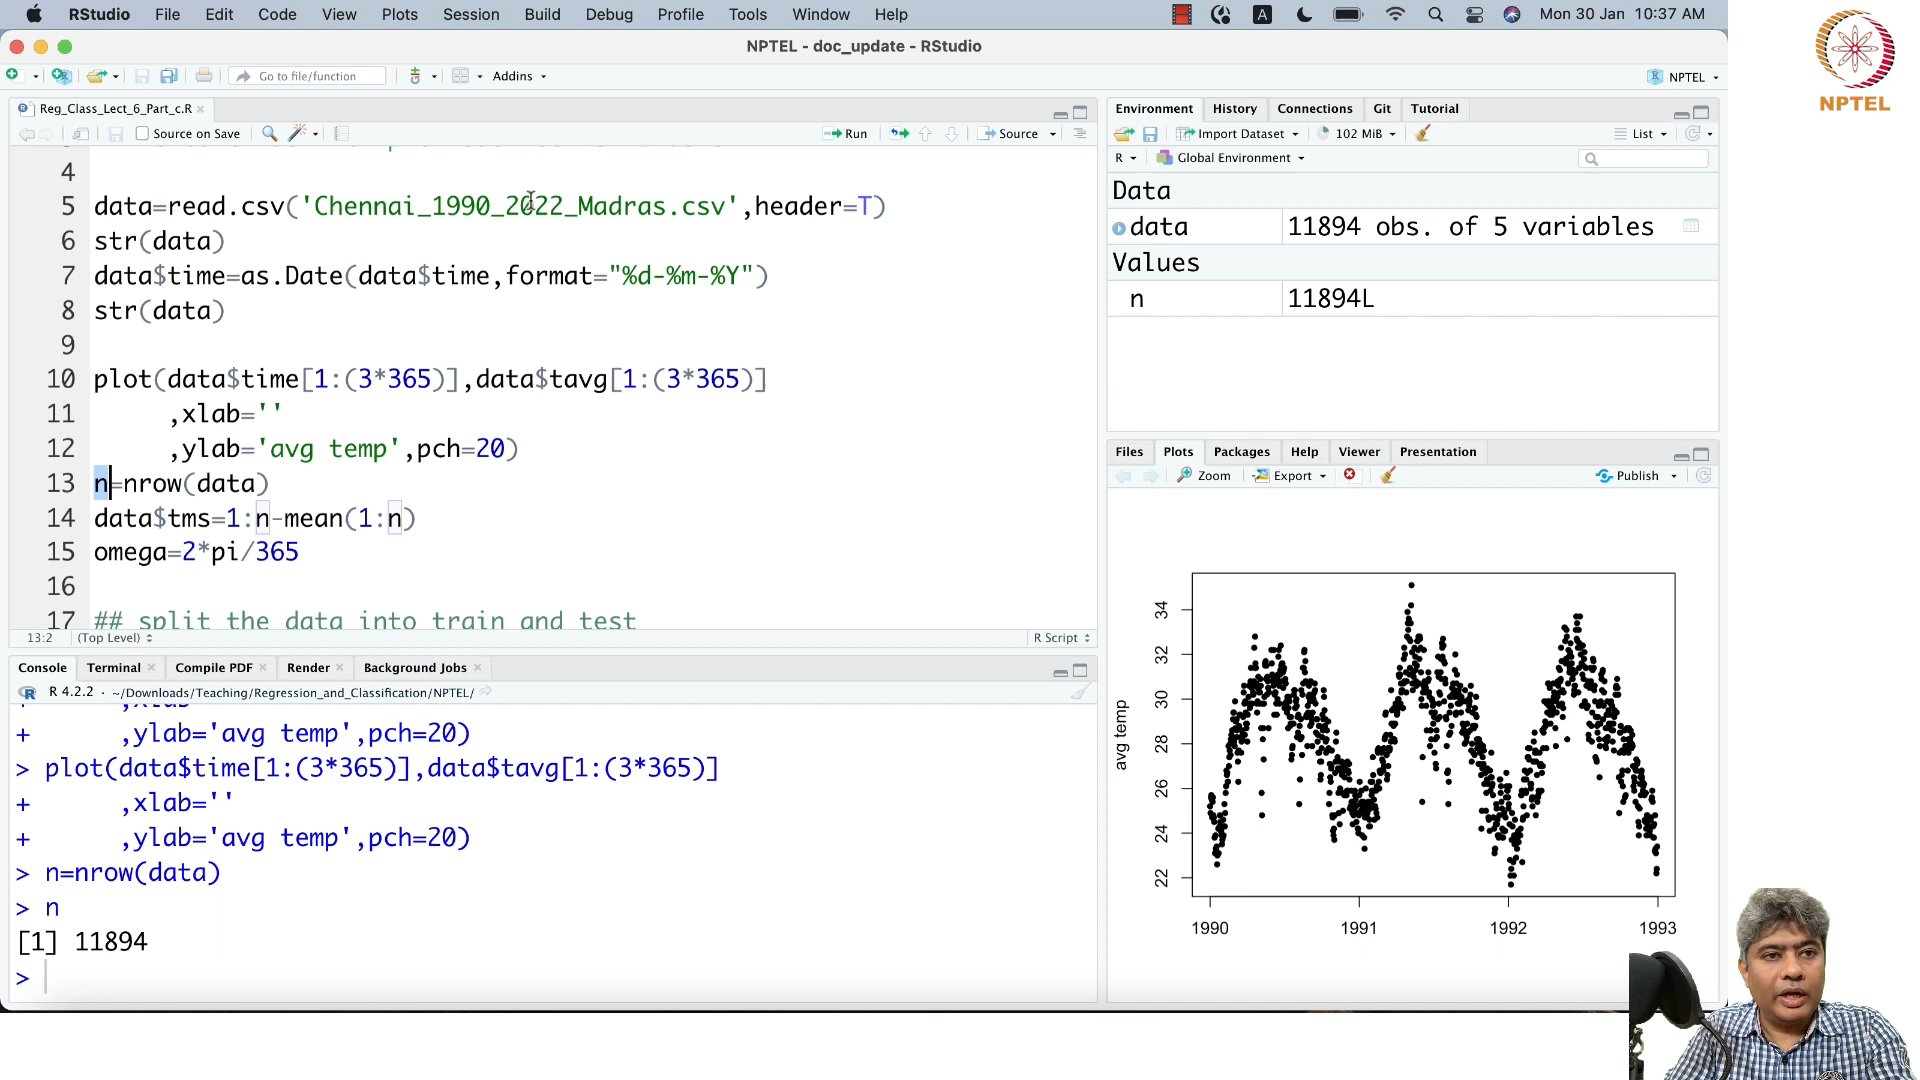 RStudio File Edit Code View Plots Session Build Debug Profile Tools Window Help
A Mon 30 Jan 10:37 AM
NPTEL - doc_update - RStudio
Go to file/function Addins NPTEL
Reg_Class_Lect_6_Part_c.R
Source on Save Run Source
4
5 data=read.csv('Chennai_1990_2022_Madras.csv',header=T)
6 str(data)
7 data$time=as.Date(data$time,format="%d-%m-%Y")
8 str(data)
9
10 plot(data$time[1:(3*365)],data$tavg[1:(3*365)]
11 ,xlab=''
12 ,ylab='avg temp',pch=20)
13 n=nrow(data)
14 data$tms=1:n-mean(1:n)
15 omega=2*pi/365
16
17 ## split the data into train and test
13:2 (Top Level) R Script
Console Terminal Compile PDF Render Background Jobs
R 4.2.2 · ~/Downloads/Teaching/Regression_and_Classification/NPTEL/
+ ,xlab=''
+ ,ylab='avg temp',pch=20)
> plot(data$time[1:(3*365)],data$tavg[1:(3*365)]
+ ,xlab=''
+ ,ylab='avg temp',pch=20)
> n=nrow(data)
> n
[1] 11894
>
Environment History Connections Git Tutorial
Import Dataset 102 MiB List
R Global Environment
Data
data 11894 obs. of 5 variables
Values
n 11894L
Files Plots Packages Help Viewer Presentation
Zoom Export Publish
avg temp
34
32
30
28
26
24
22
1990 1991 1992 1993
NPTEL